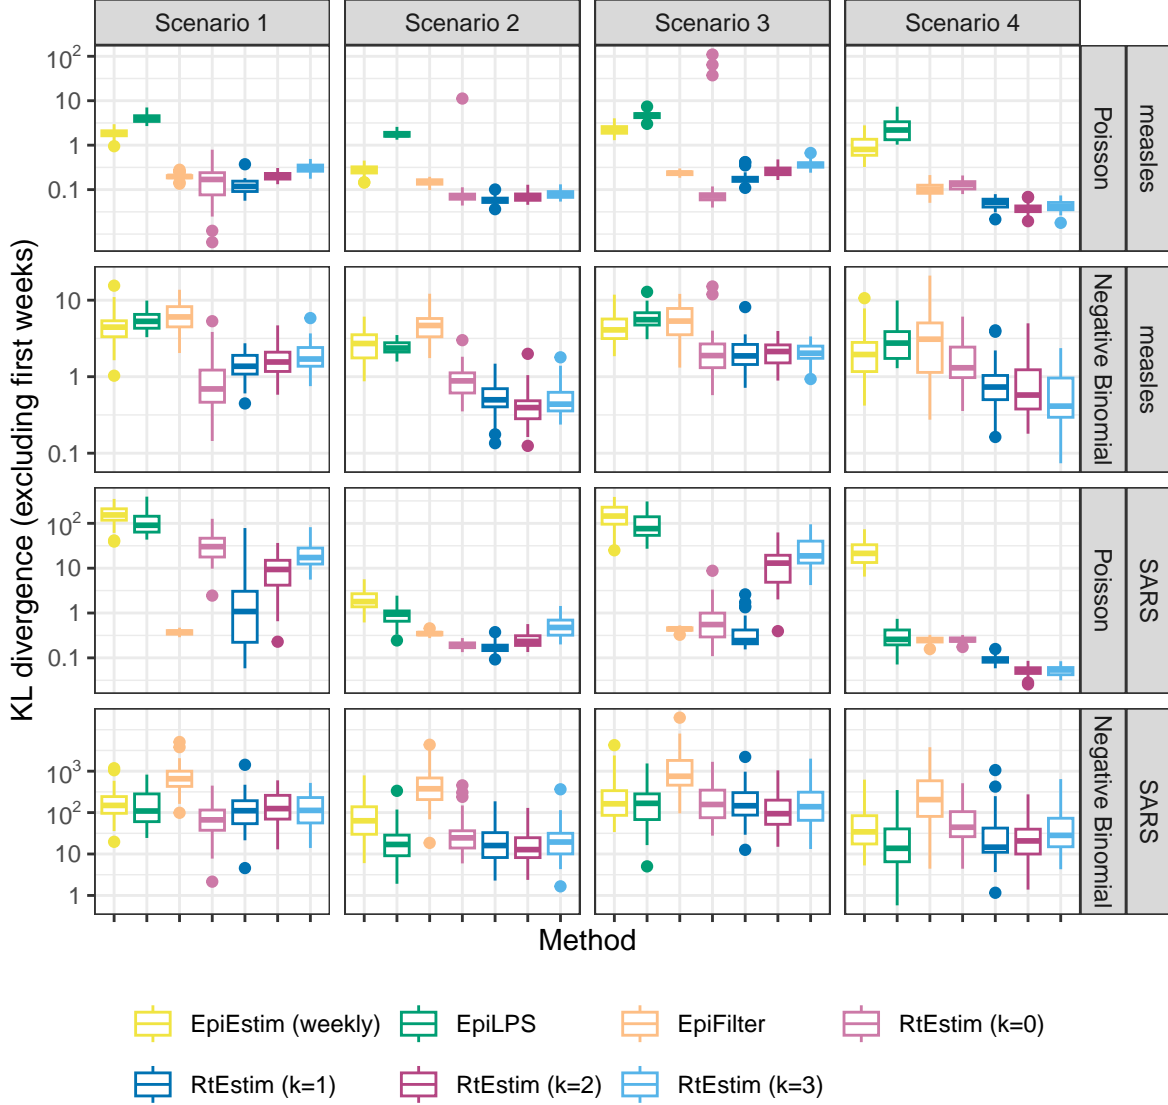 Scenario 1
Scenario 2
Scenario 3
Scenario 4
KL divergence (excluding first weeks)
10²
10
1
0.1
Poisson
measles
10
1
0.1
Negative Binomial
measles
10²
10
1
0.1
Poisson
SARS
10³
10²
10
1
Negative Binomial
SARS
Method
EpiEstim (weekly)
EpiLPS
EpiFilter
RtEstim (k=0)
RtEstim (k=1)
RtEstim (k=2)
RtEstim (k=3)